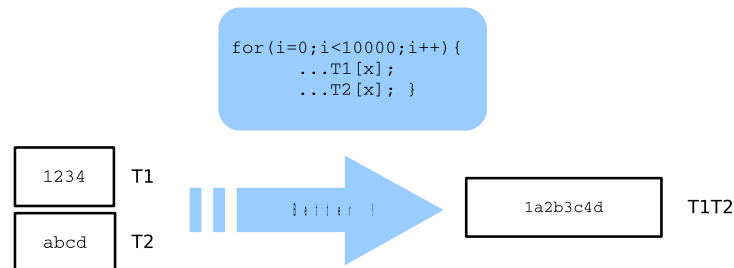 for(i=0;i<10000;i++){
...T1[x];
...T2[x]; }
1234 T1
abcd T2
Better !
1a2b3c4d T1T2